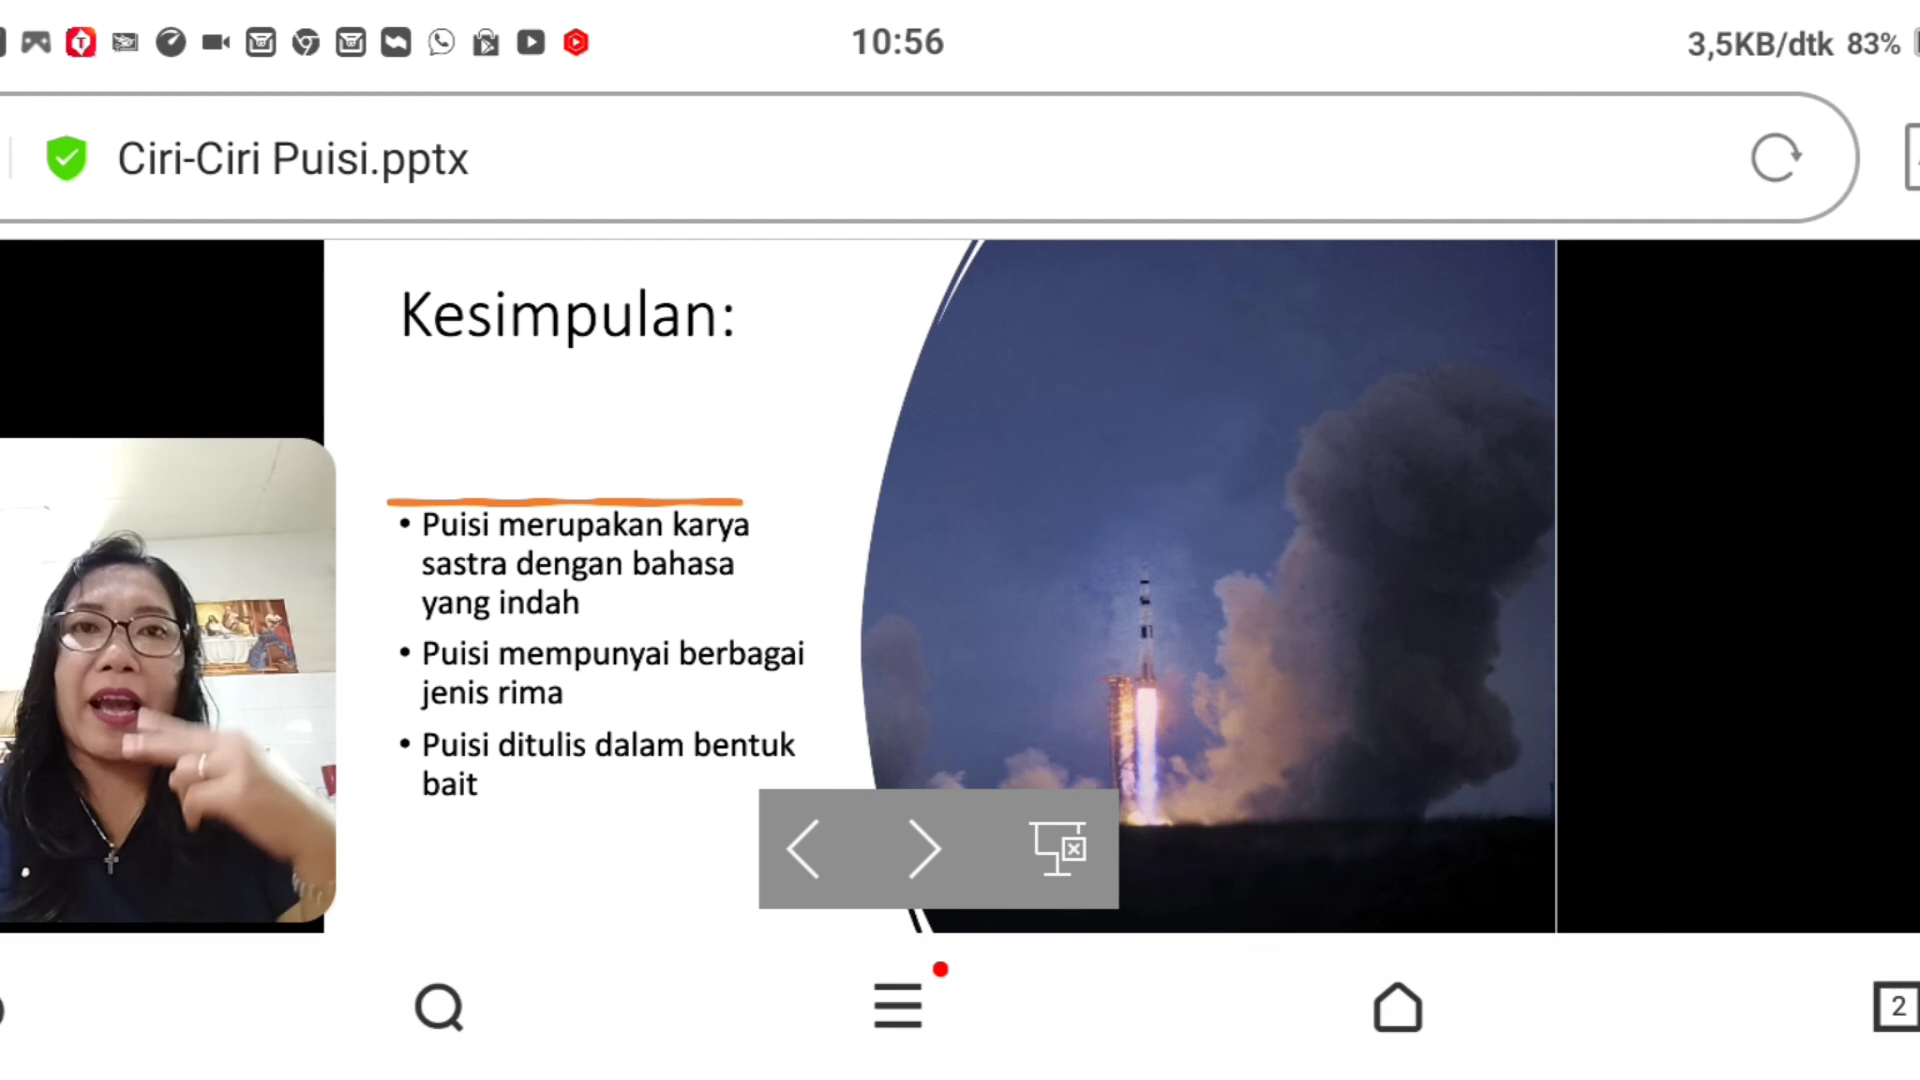 10:56
3,5KB/dtk 83%
Ciri-Ciri Puisi.pptx
Kesimpulan:
• Puisi merupakan karya
sastra dengan bahasa
yang indah
• Puisi mempunyai berbagai
jenis rima
• Puisi ditulis dalam bentuk
bait
2